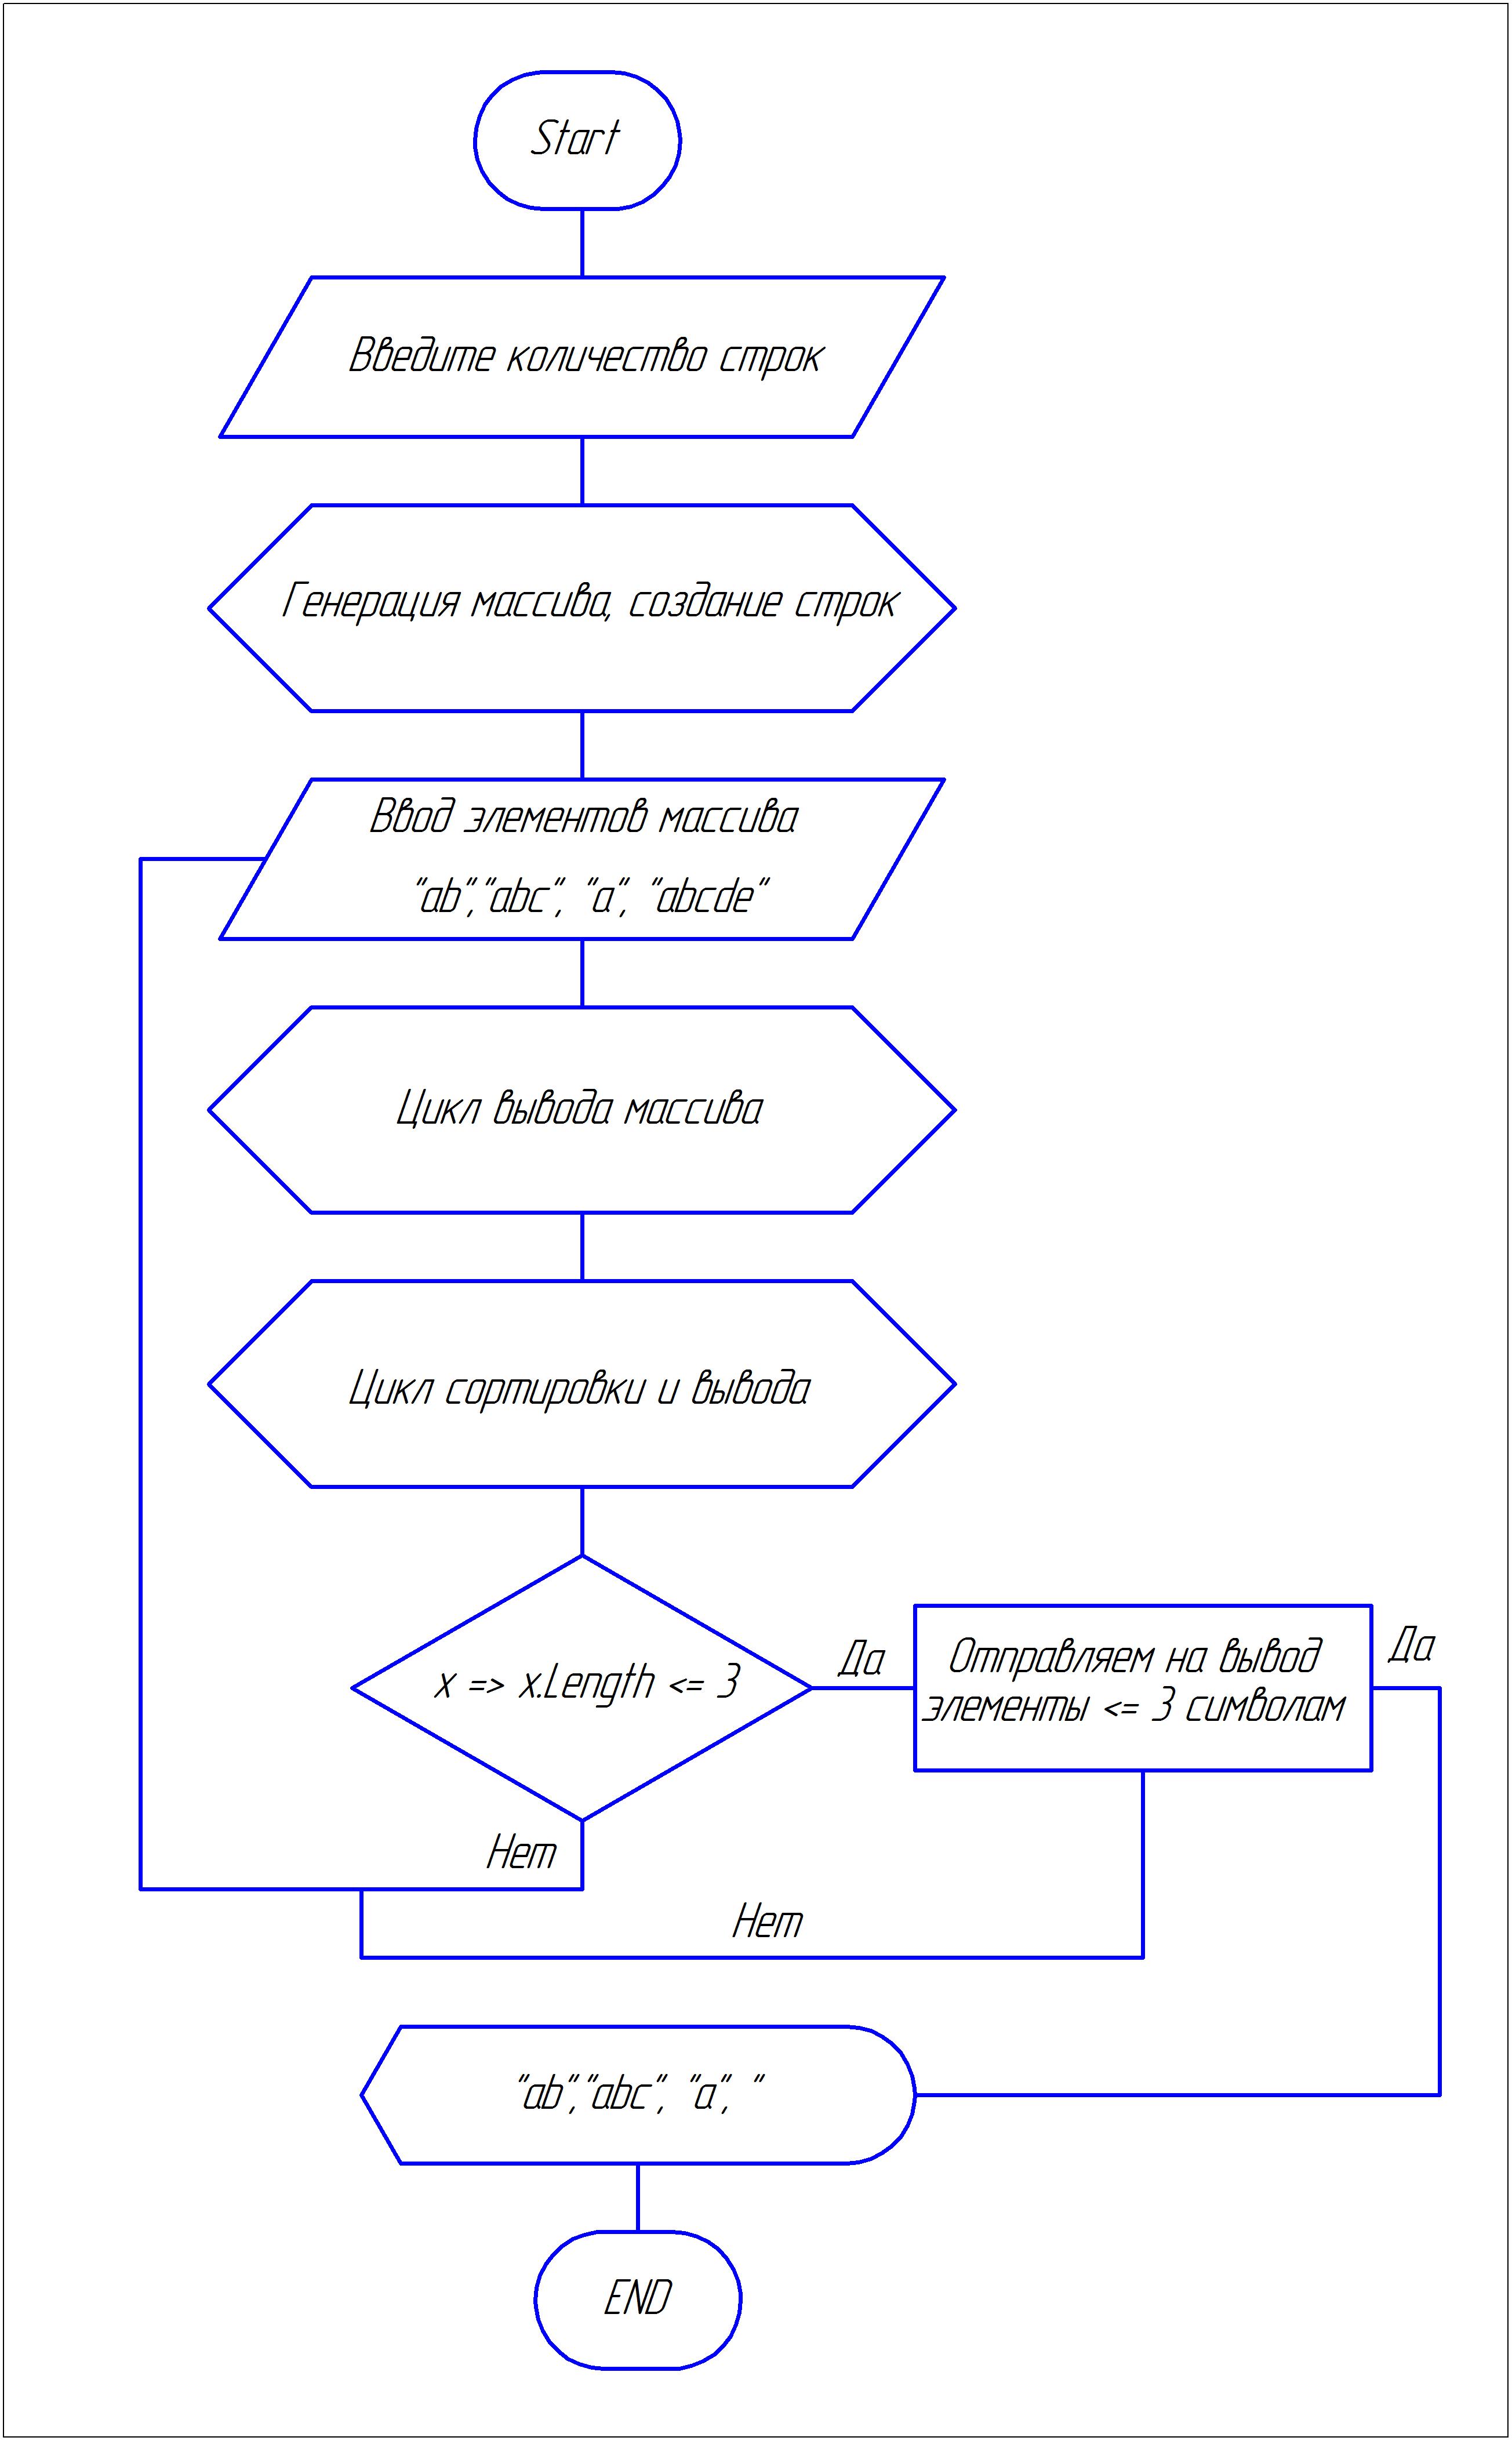 Start
Введите количество строк
Генерация массива, создание строк
Ввод элементов массива
"ab","abc", "a", "abcde"
Цикл вывода массива
Цикл сортировки и вывода
x => x.Length <= 3
Да
Отправляем на вывод
элементы <= 3 символам
Да
Нет
Нет
"ab","abc", "a", "
END